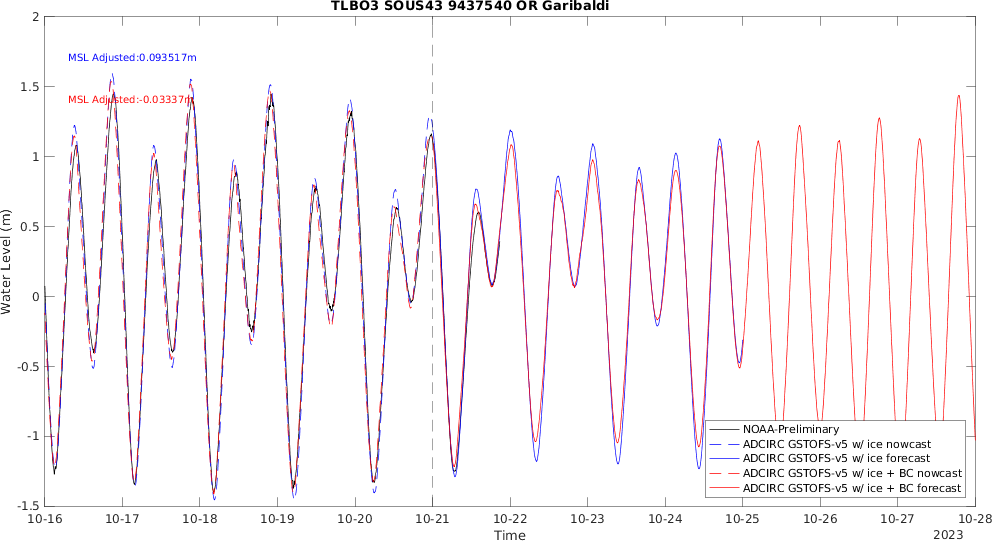 TLBO3 SOUS43 9437540 OR Garibaldi
MSL Adjusted:0.093517m
MSL Adjusted:-0.03337m
Water Level (m)
2
1.5
1
0.5
0
-0.5
-1
-1.5
10-16 10-17 10-18 10-19 10-20 10-21 10-22 10-23 10-24 10-25 10-26 10-27 10-28
Time
2023
NOAA-Preliminary
ADCIRC GSTOFS-v5 w/ ice nowcast
ADCIRC GSTOFS-v5 w/ ice forecast
ADCIRC GSTOFS-v5 w/ ice + BC nowcast
ADCIRC GSTOFS-v5 w/ ice + BC forecast